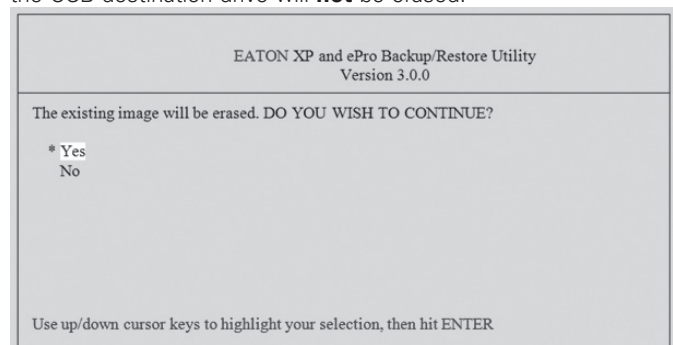 the USB destination drive will not be erased.
EATON XP and ePro Backup/Restore Utility
Version 3.0.0
The existing image will be erased. DO YOU WISH TO CONTINUE?
* Yes
No
Use up/down cursor keys to highlight your selection, then hit ENTER